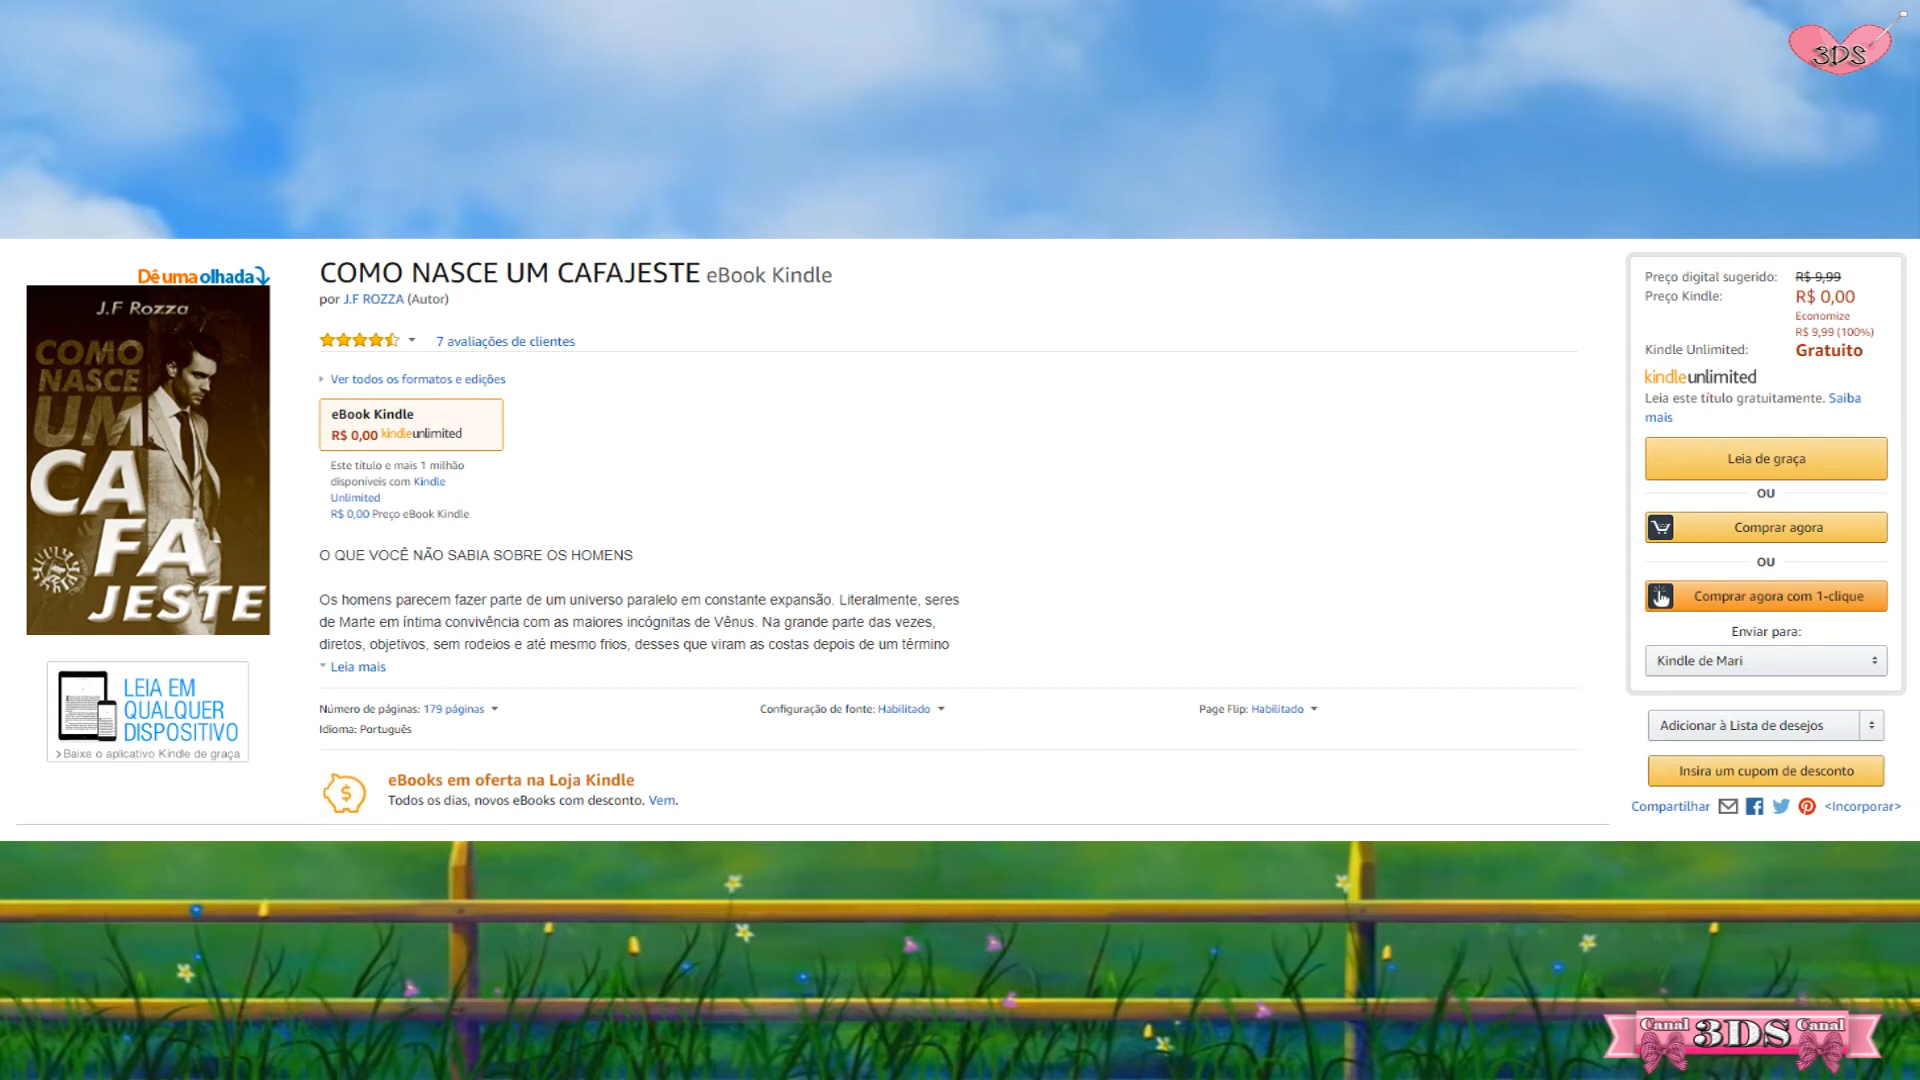 3DS
Dê uma olhada
J.F Rozza
COMO
NASCE
UM
CA
FA
JESTE
LEIA EM
QUALQUER
DISPOSITIVO
Baixe o aplicativo Kindle de graça
COMO NASCE UM CAFAJESTE eBook Kindle
por J.F ROZZA (Autor)
7 avaliações de clientes
Ver todos os formatos e edições
eBook Kindle
R$ 0,00 kindleunlimited
Este título e mais 1 milhão
disponíveis com Kindle
Unlimited
R$ 0,00 Preço eBook Kindle
O QUE VOCÊ NÃO SABIA SOBRE OS HOMENS
Os homens parecem fazer parte de um universo paralelo em constante expansão. Literalmente, seres
de Marte em íntima convivência com as maiores incógnitas de Vênus. Na grande parte das vezes,
diretos, objetivos, sem rodeios e até mesmo frios, desses que viram as costas depois de um término
Leia mais
Número de páginas: 179 páginas Configuração de fonte: Habilitado Page Flip: Habilitado
Idioma: Português
eBooks em oferta na Loja Kindle
Todos os dias, novos eBooks com desconto. Vem.
Preço digital sugerido: R$ 9,99
Preço Kindle: R$ 0,00
Economize
R$ 9,99 (100%)
Kindle Unlimited: Gratuito
kindleunlimited
Leia este título gratuitamente. Saiba
mais
Leia de graça
OU
Comprar agora
OU
Comprar agora com 1-clique
Enviar para:
Kindle de Mari
Adicionar à Lista de desejos
Insira um cupom de desconto
Compartilhar <Incorporar>
Canal 3DS Canal